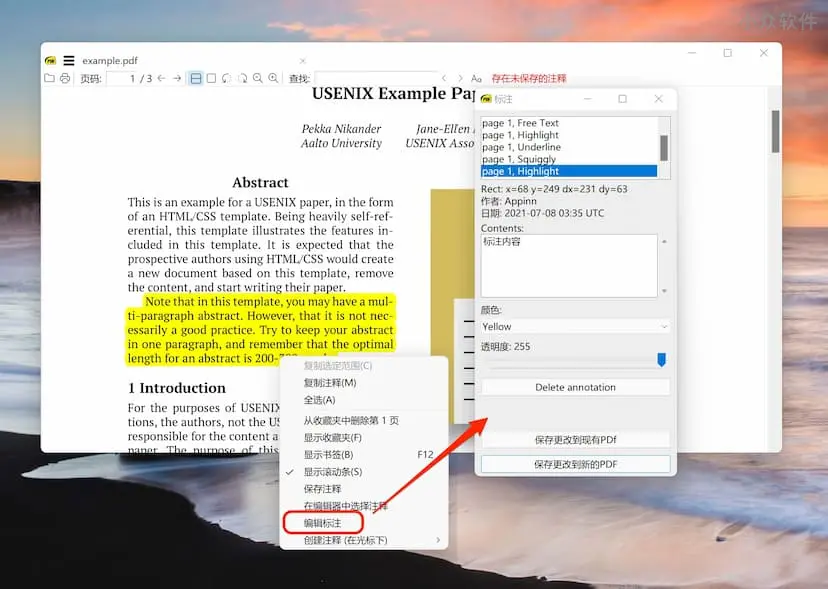 众软件
example.pdf
页码: 1 / 3 查找: Aa 存在未保存的注释
USENIX Example Pap
Pekka Nikander
Aalto University
Jane-Ellen
USENIX Asso
Abstract
This is an example for a USENIX paper, in the form
of an HTML/CSS template. Being heavily self-ref-
erential, this template illustrates the features in-
cluded in this template. It is expected that the
prospective authors using HTML/CSS would create
a new document based on this template, remove
the content, and start writing their paper.
Note that in this template, you may have a mul-
ti-paragraph abstract. However, that it is not nec-
essarily a good practice. Try to keep your abstract
in one paragraph, and remember that the optimal
length for an abstract is 200-
1 Introduction
For the purposes of USENIX
tions, the authors, not the US
responsible for the content a
paper. The purpose of this
复制选定范围(C)
复制注释(M)
全选(A)
从收藏夹中删除第 1 页
显示收藏夹(F)
显示书签(B) F12
显示滚动条(S)
保存注释
在编辑器中选择注释
编辑标注
创建注释 (在光标下)
标注
page 1, Free Text
page 1, Highlight
page 1, Underline
page 1, Squiggly
page 1, Highlight
Rect: x=68 y=249 dx=231 dy=63
作者: Appinn
日期: 2021-07-08 03:35 UTC
Contents:
标注内容
颜色:
Yellow
透明度: 255
Delete annotation
保存更改到现有PDf
保存更改到新的PDF